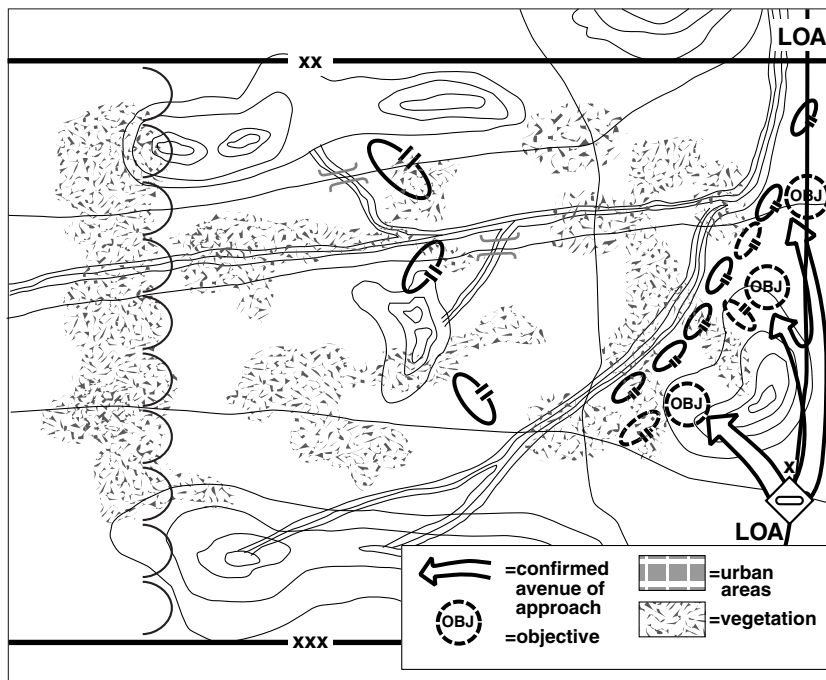 LOA
xx
OBJ
OBJ
OBJ
x
LOA
=confirmed
avenue of
approach
=urban
areas
OBJ
=objective
=vegetation
xxx